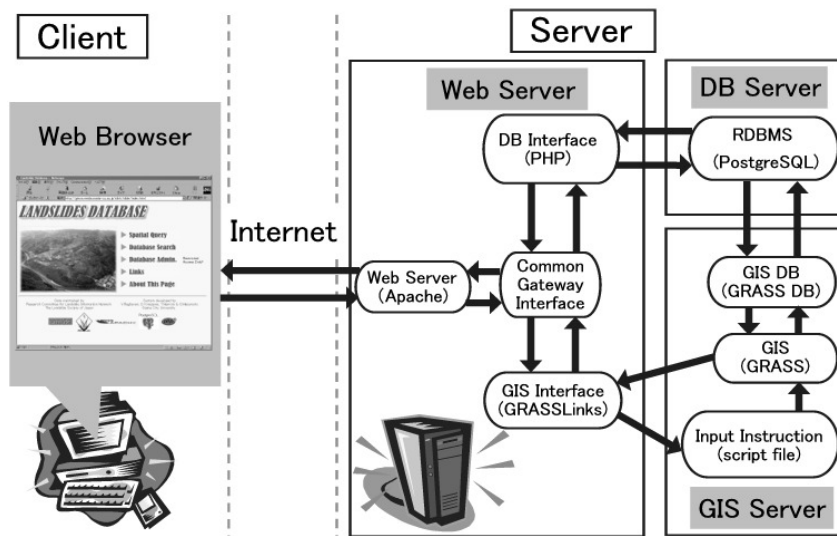 Client
Server
Web Browser
LANDSLIDES DATABASE
Spatial Query
Database Search
Database Admin.
Links
About This Page
Internet
Web Server
DB Server
DB Interface
(PHP)
RDBMS
(PostgreSQL)
Web Server
(Apache)
Common
Gateway
Interface
GIS DB
(GRASS DB)
GIS
(GRASS)
GIS Interface
(GRASSLinks)
Input Instruction
(script file)
GIS Server